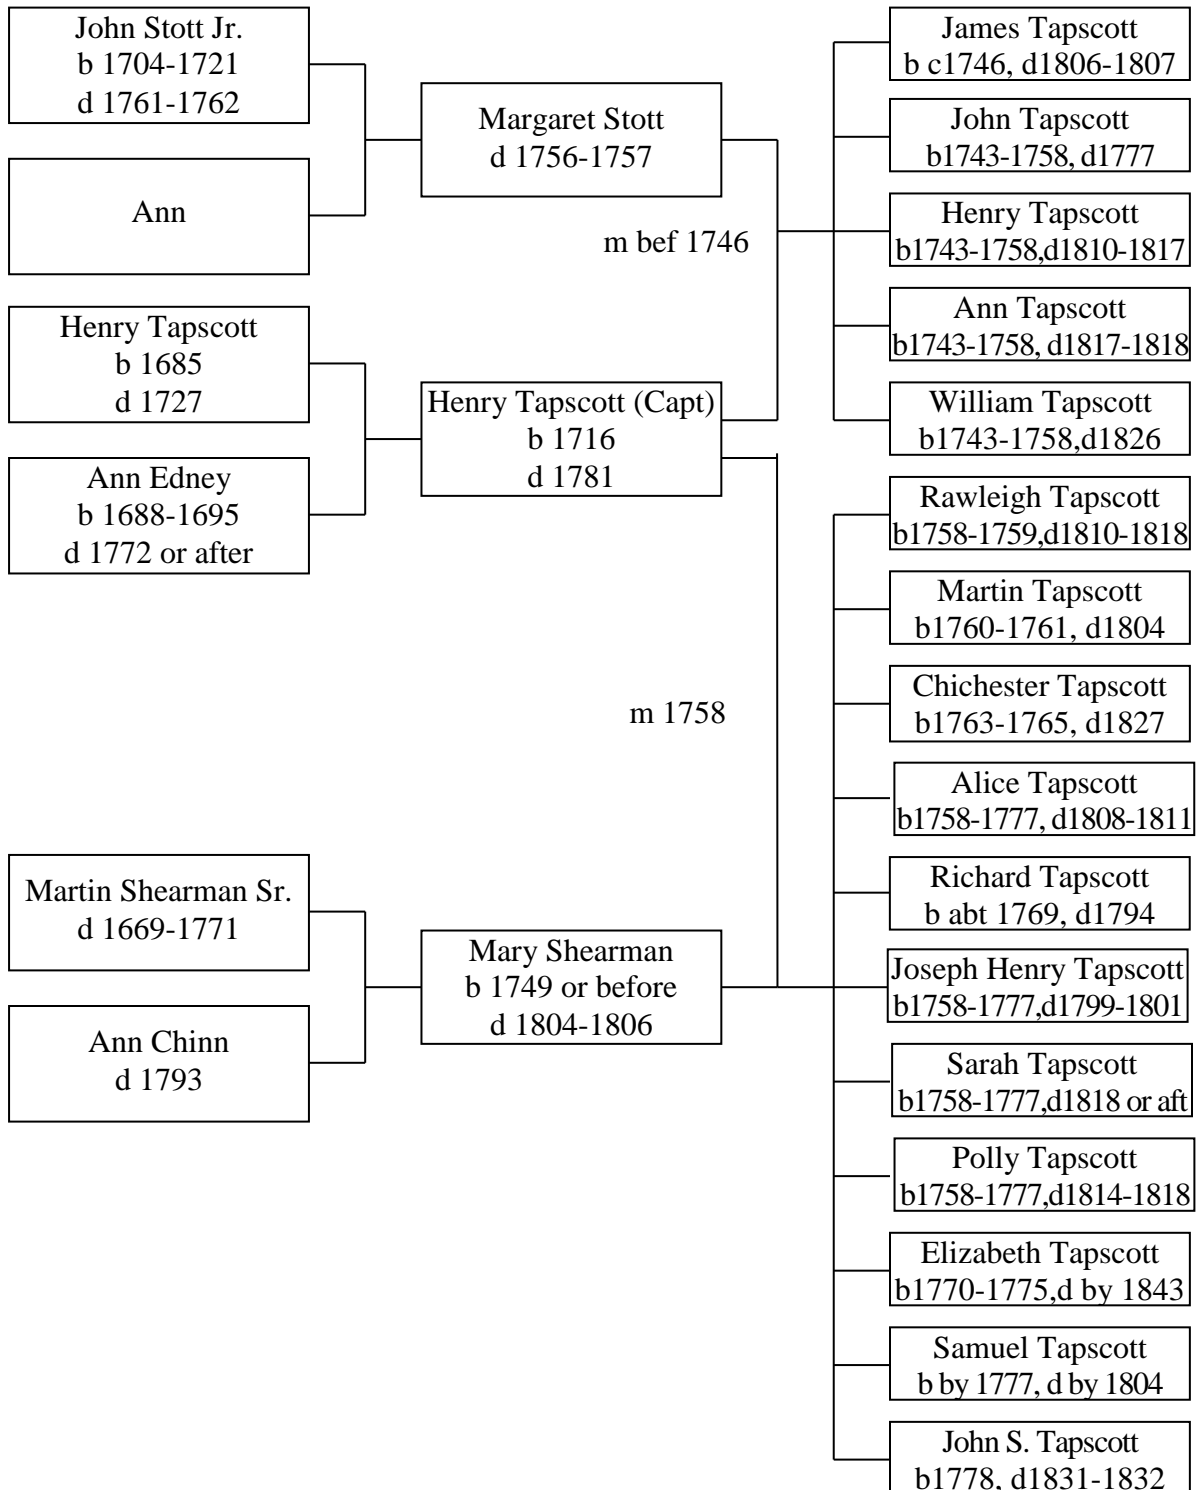 John Stott Jr.
b 1704-1721
d 1761-1762
Ann
Henry Tapscott
b 1685
d 1727
Ann Edney
b 1688-1695
d 1772 or after
Martin Shearman Sr.
d 1669-1771
Ann Chinn
d 1793
Margaret Stott
d 1756-1757
m bef 1746
Henry Tapscott (Capt)
b 1716
d 1781
m 1758
Mary Shearman
b 1749 or before
d 1804-1806
James Tapscott
b c1746, d1806-1807
John Tapscott
b1743-1758, d1777
Henry Tapscott
b1743-1758,d1810-1817
Ann Tapscott
b1743-1758, d1817-1818
William Tapscott
b1743-1758,d1826
Rawleigh Tapscott
b1758-1759,d1810-1818
Martin Tapscott
b1760-1761, d1804
Chichester Tapscott
b1763-1765, d1827
Alice Tapscott
b1758-1777, d1808-1811
Richard Tapscott
b abt 1769, d1794
Joseph Henry Tapscott
b1758-1777,d1799-1801
Sarah Tapscott
b1758-1777,d1818 or aft
Polly Tapscott
b1758-1777,d1814-1818
Elizabeth Tapscott
b1770-1775,d by 1843
Samuel Tapscott
b by 1777, d by 1804
John S. Tapscott
b1778, d1831-1832